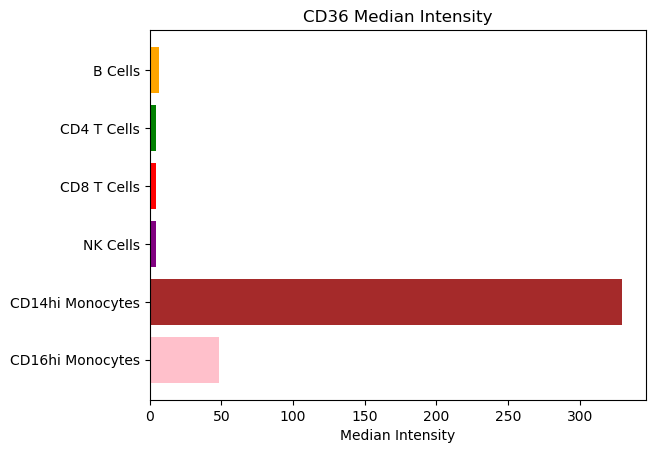 CD36 Median Intensity
B Cells
CD4 T Cells
CD8 T Cells
NK Cells
CD14hi Monocytes
CD16hi Monocytes
0 50 100 150 200 250 300
Median Intensity